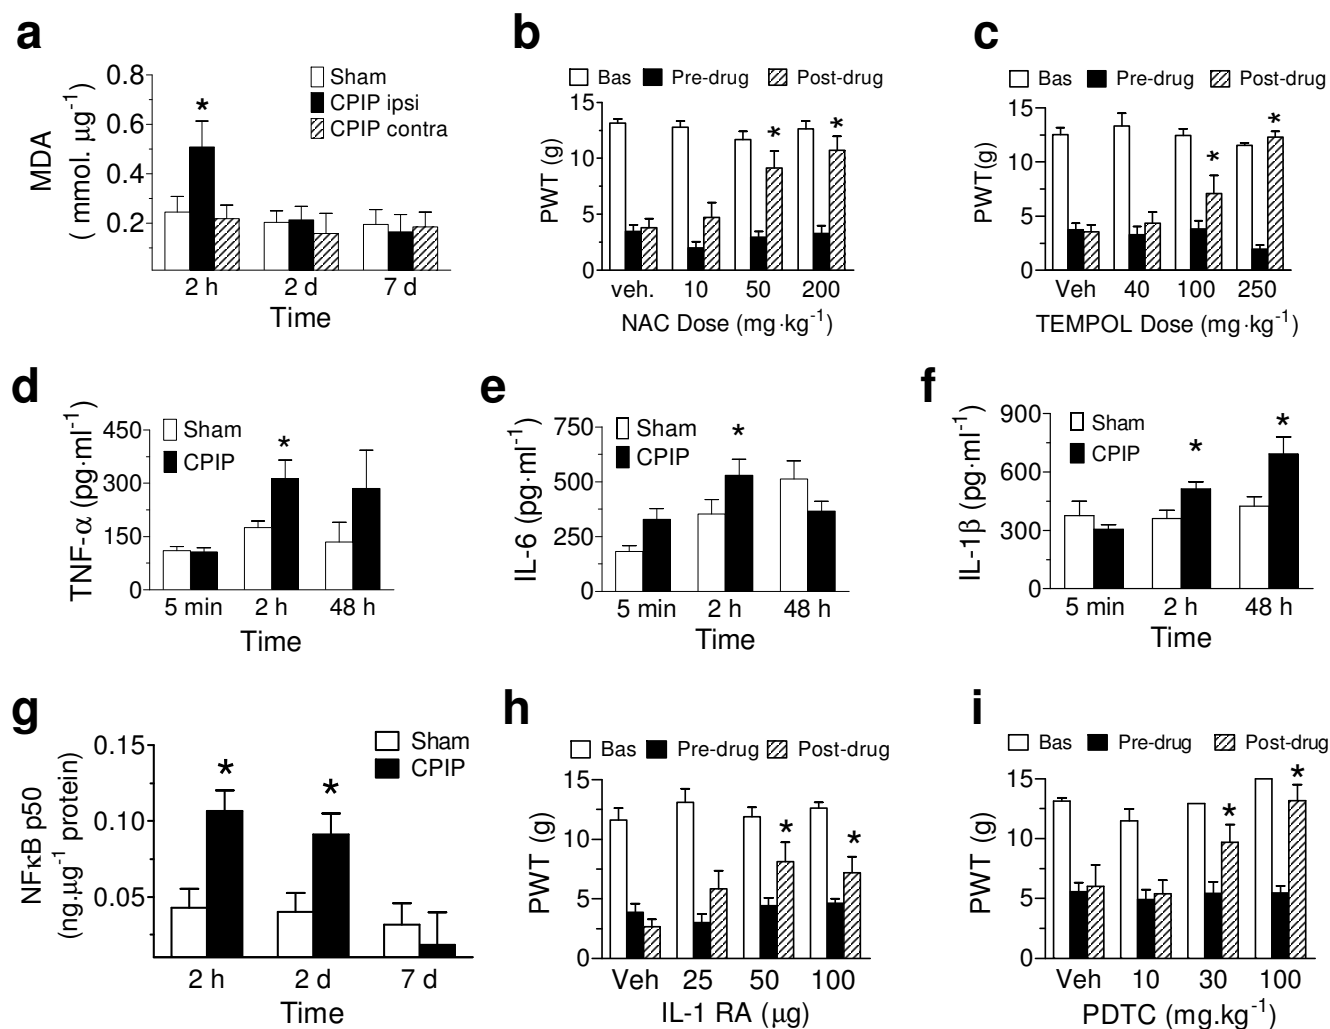 a
0.8
0.6
0.4
0.2
MDA
( mmol. μg⁻¹)
Sham
CPIP ipsi
CPIP contra
*
2 h 2 d 7 d
Time
b
Bas Pre-drug Post-drug
15
10
5
0
PWT (g)
* *
veh. 10 50 200
NAC Dose (mg·kg⁻¹)
c
Bas Pre-drug Post-drug
15
10
5
0
PWT(g)
* *
Veh 40 100 250
TEMPOL Dose (mg·kg⁻¹)
d
450
300
150
0
TNF-α (pg·ml⁻¹)
Sham
CPIP
*
5 min 2 h 48 h
Time
e
750
500
250
0
IL-6 (pg·ml⁻¹)
Sham
CPIP
*
5 min 2 h 48 h
Time
f
900
600
300
0
IL-1β (pg·ml⁻¹)
Sham
CPIP
* *
5 min 2 h 48 h
Time
g
0.15
0.10
0.05
NFκB p50
(ng.μg⁻¹ protein)
Sham
CPIP
* *
2 h 2 d 7 d
Time
h
Bas Pre-drug Post-drug
15
10
5
0
PWT (g)
* *
Veh 25 50 100
IL-1 RA (μg)
i
Bas Pre-drug Post-drug
15
10
5
0
PWT (g)
* *
Veh 10 30 100
PDTC (mg.kg⁻¹)